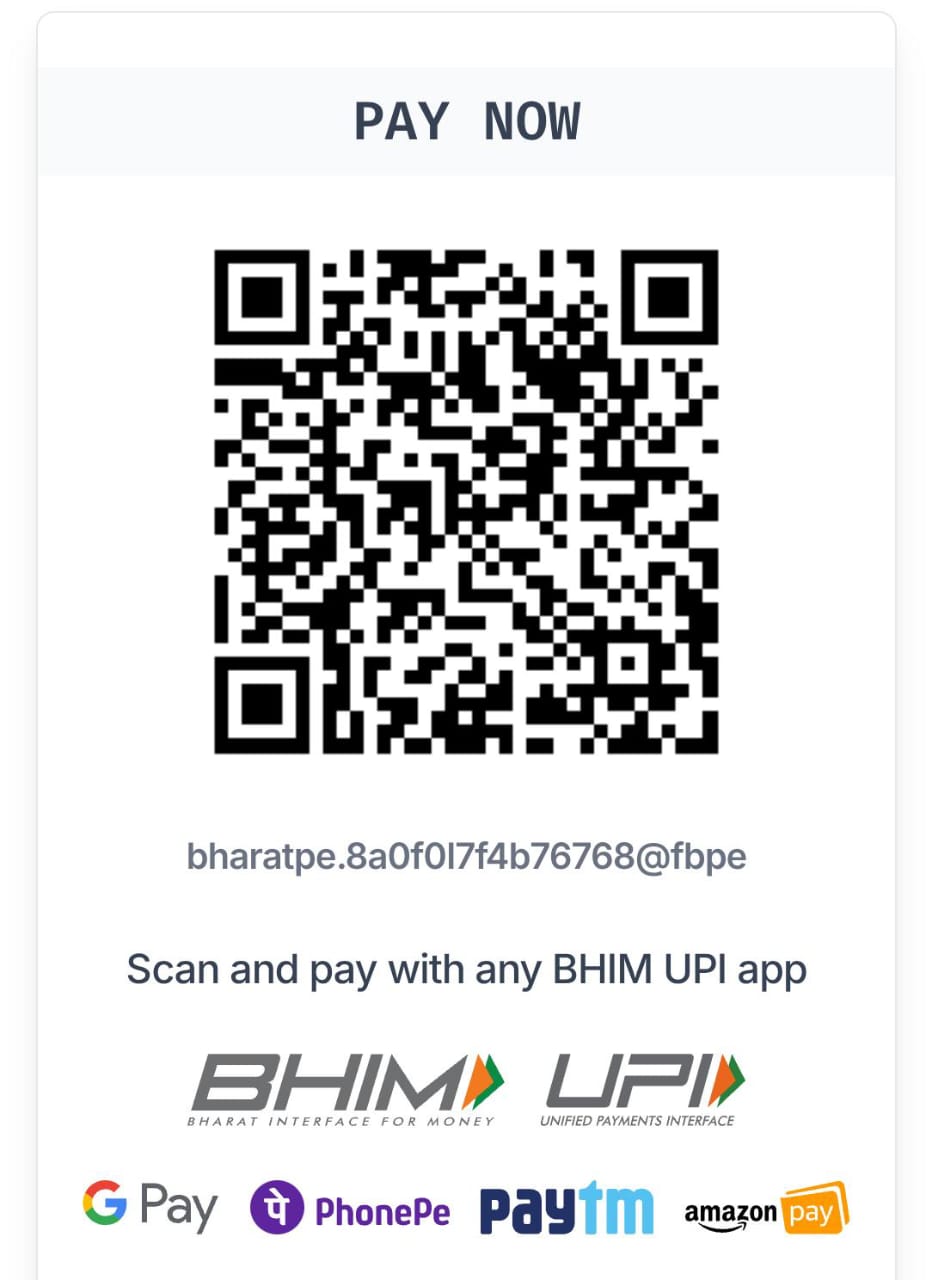 PAY NOW
bharatpe.8a0f0l7f4b76768@fbpe
Scan and pay with any BHIM UPI app
BHIM UPI
BHARAT INTERFACE FOR MONEY UNIFIED PAYMENTS INTERFACE
G Pay पे PhonePe paytm amazon pay